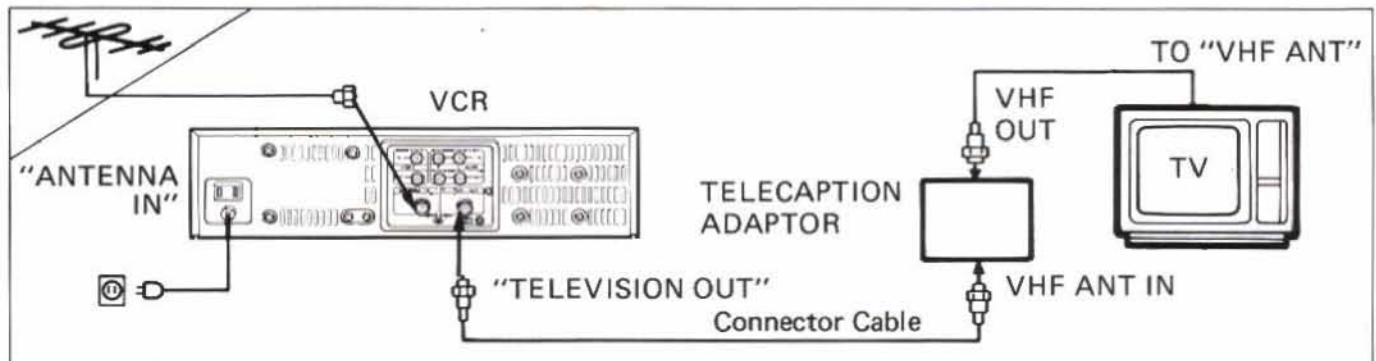 TO "VHF ANT"
VCR
VHF
OUT
"ANTENNA
IN"
TV
TELECAPTION
ADAPTOR
"TELEVISION OUT"
VHF ANT IN
Connector Cable